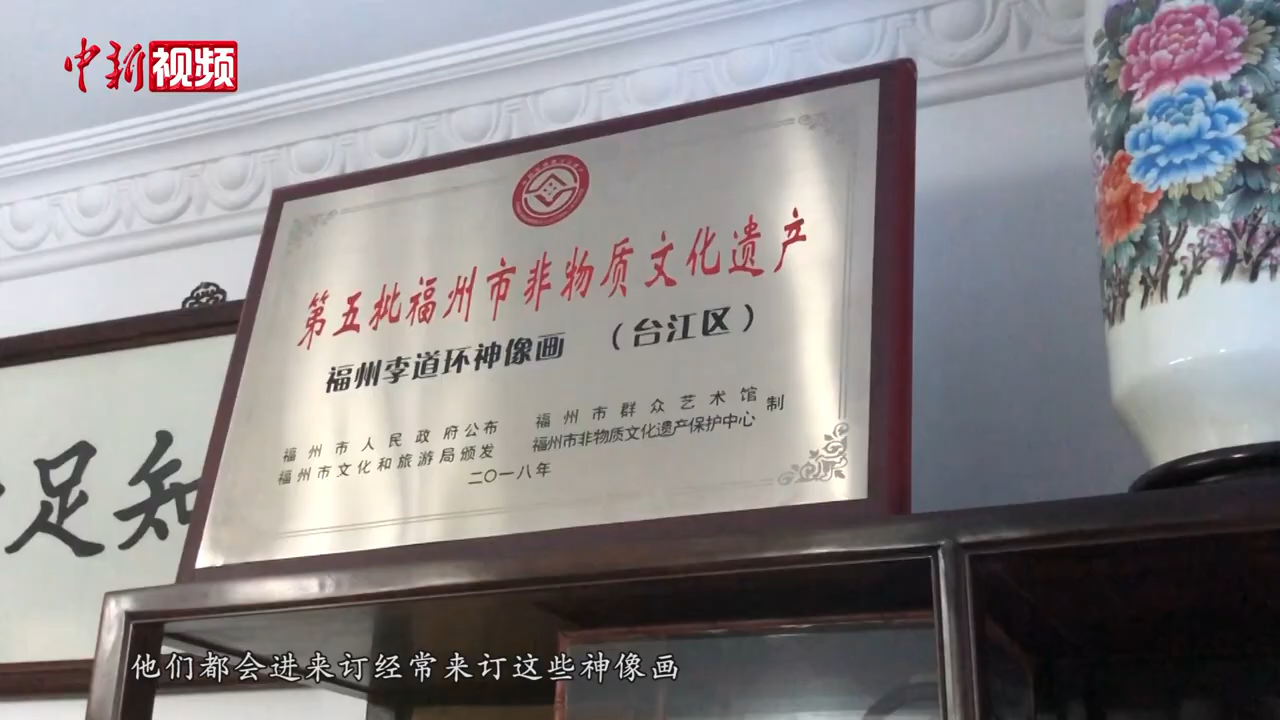 中新视频
第五批福州市非物质文化遗产
福州李道环神像画 （台江区）
福州市人民政府公布
福州市文化和旅游局颁发
福州市群众艺术馆
福州市非物质文化遗产保护中心
制
二〇一八年
足知
他们都会进来订经常来订这些神像画